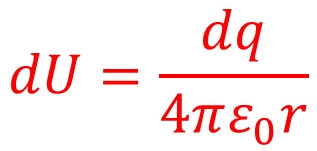 dU = dq / 4πε₀r